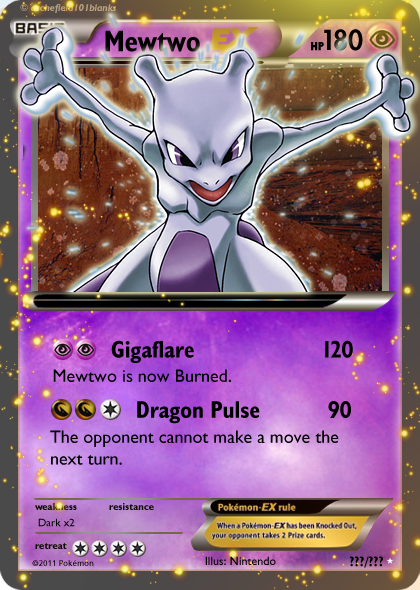 BASIC
Mewtwo EX
HP180
Gigaflare 120
Mewtwo is now Burned.
Dragon Pulse 90
The opponent cannot make a move the
next turn.
weakness resistance
Dark x2
retreat
Pokémon-EX rule
When a Pokémon-EX has been Knocked Out,
your opponent takes 2 Prize cards.
©2011 Pokémon
Illus: Nintendo
???/???